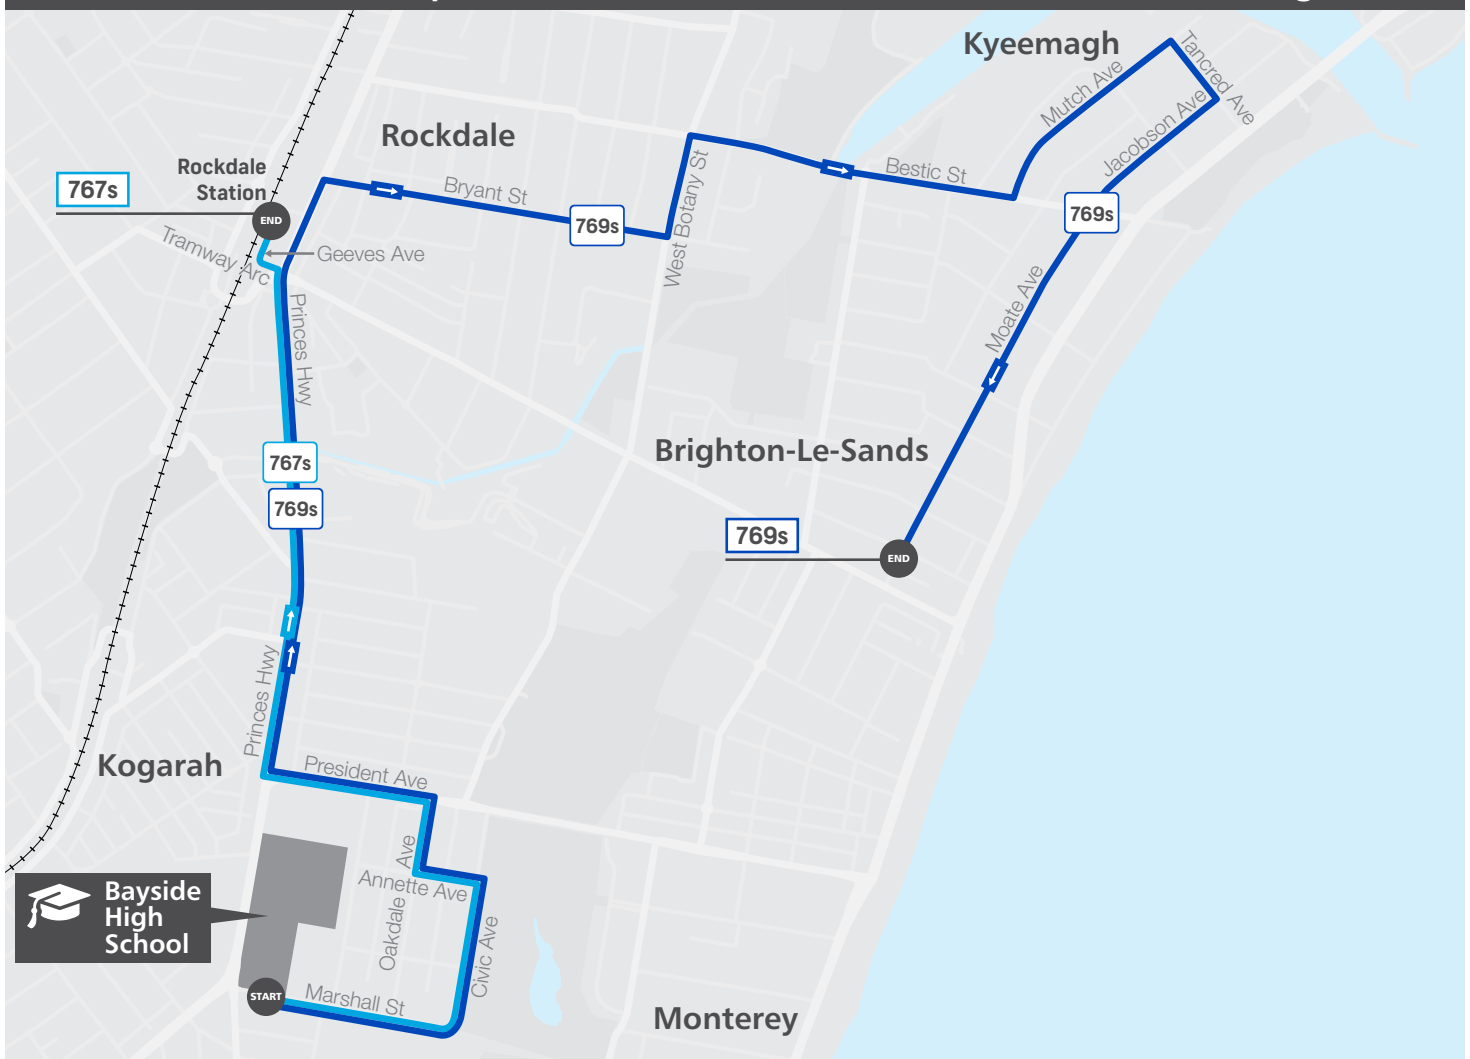 Kyeemagh
Tancred Ave
Mutch Ave
Jacobson Ave
Rockdale
Rockdale
Station
767s
END
Bryant St
769s
West Botany St
Bestic St
769s
Tramway Arc
Geeves Ave
Princes Hwy
Moate Ave
767s
769s
Brighton-Le-Sands
769s
END
Princes Hwy
Kogarah
President Ave
Oakdale Ave
Annette Ave
Civic Ave
Bayside
High
School
START
Marshall St
Monterey